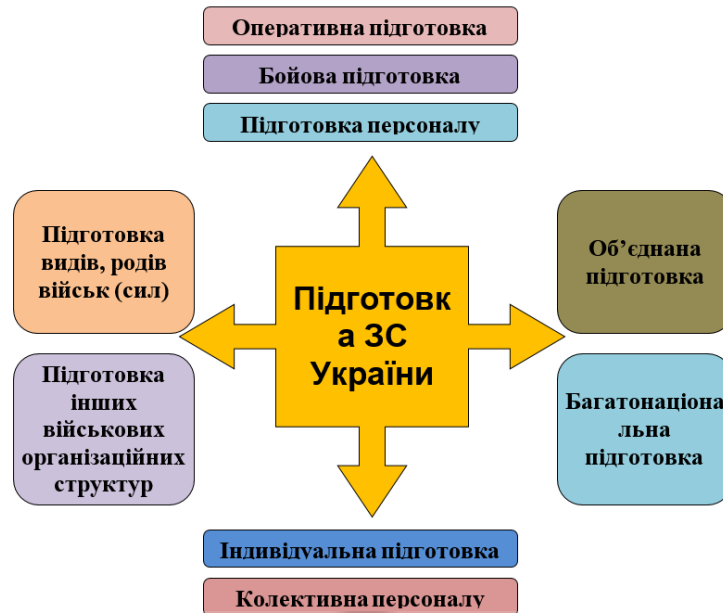 Оперативна підготовка
Бойова підготовка
Підготовка персоналу
Підготовка
видів, родів
військ (сил)
Підготовка
інших
військових
організаційних
структур
Підготовк
а ЗС
України
Об’єднана
підготовка
Багатонаціона
льна
підготовка
Індивідуальна підготовка
Колективна персоналу